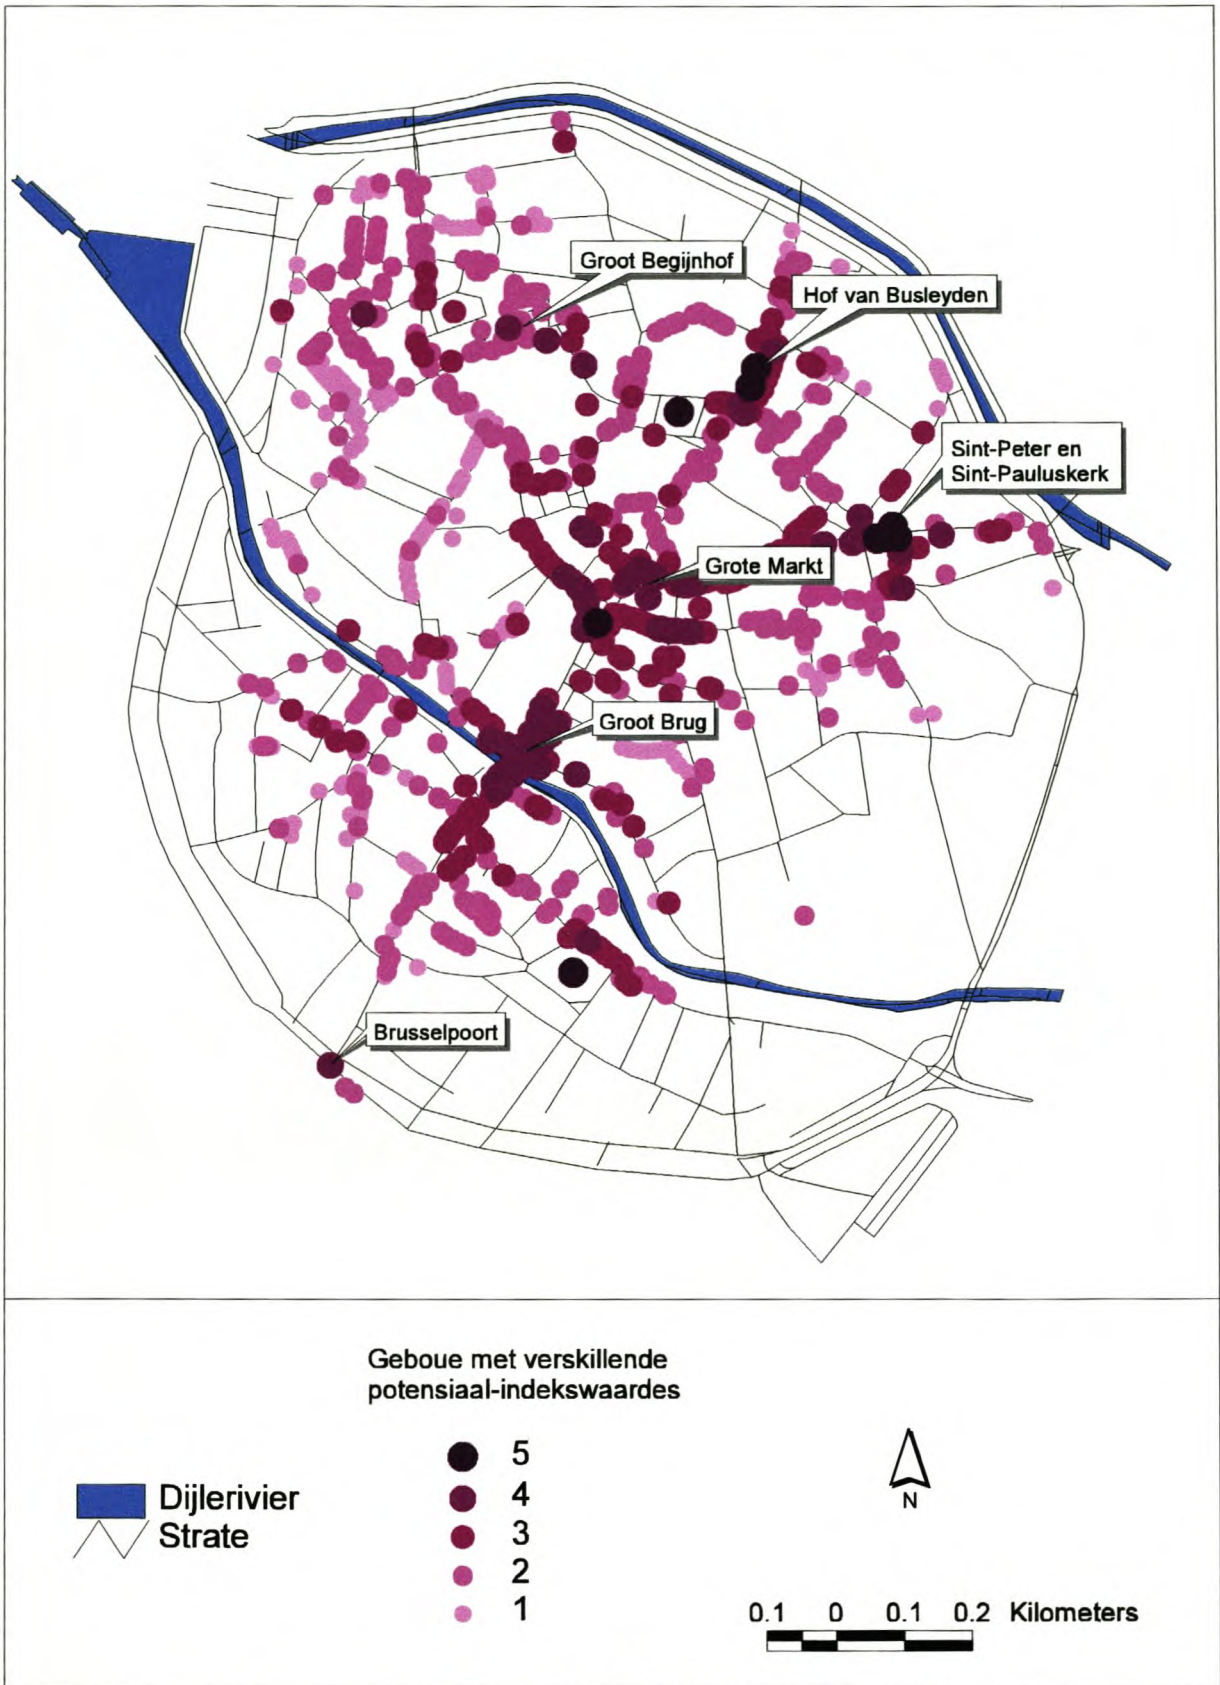 Groot Begijnhof
Hof van Busleyden
Sint-Peter en
Sint-Pauluskerk
Grote Markt
Groot Brug
Brusselpoort
Geboue met verskillende
potensiaal-indekswaardes
5
4
3
2
1
Dijlerivier
Strate
N
0.1 0 0.1 0.2 Kilometers